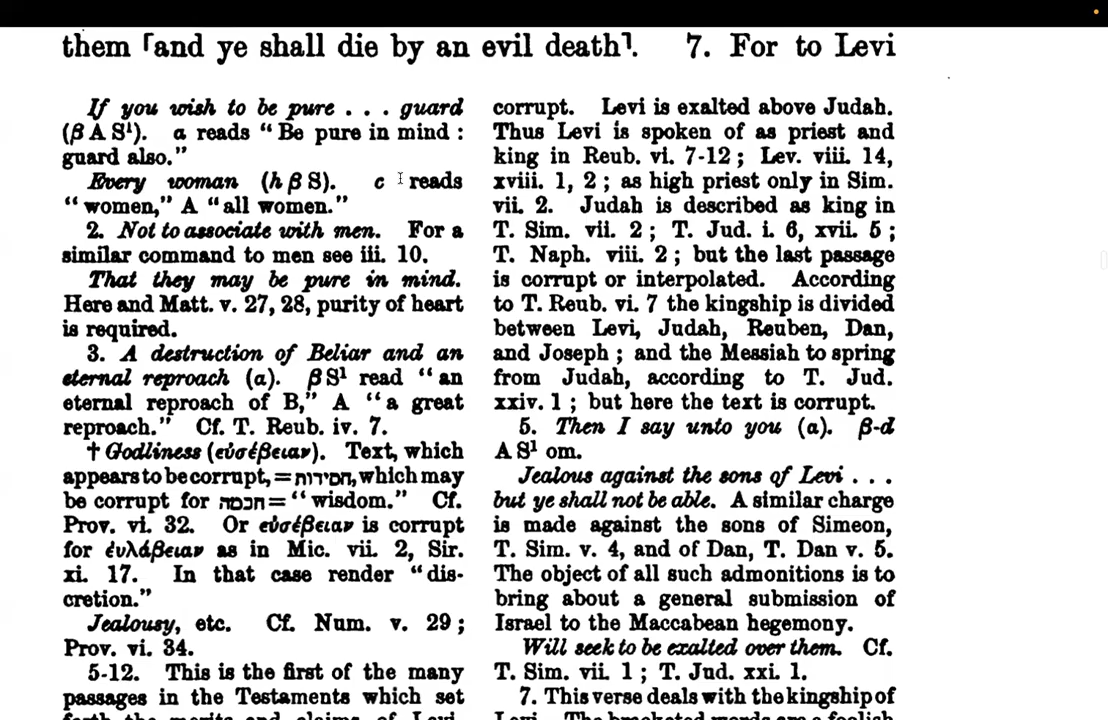 them ⌜and ye shall die by an evil death⌝. 7. For to Levi
If you wish to be pure . . . guard
(β A S¹). α reads “Be pure in mind :
guard also.”
Every woman (h β S). c reads
“women,” A “all women.”
2. Not to associate with men. For a
similar command to men see iii. 10.
That they may be pure in mind.
Here and Matt. v. 27, 28, purity of heart
is required.
3. A destruction of Beliar and an
eternal reproach (α). β S¹ read “an
eternal reproach of B,” A “a great
reproach.” Cf. T. Reub. iv. 7.
† Godliness (εὐσέβειαν). Text, which
appears to be corrupt, = חסידות, which may
be corrupt for חכמה = “wisdom.” Cf.
Prov. vi. 32. Or εὐσέβειαν is corrupt
for ἐυλάβειαν as in Mic. vii. 2, Sir.
xi. 17. In that case render “dis-
cretion.”
Jealousy, etc. Cf. Num. v. 29 ;
Prov. vi. 34.
5-12. This is the first of the many
passages in the Testaments which set
forth the merits and claims of Levi.
corrupt. Levi is exalted above Judah.
Thus Levi is spoken of as priest and
king in Reub. vi. 7-12 ; Lev. viii. 14,
xviii. 1, 2 ; as high priest only in Sim.
vii. 2. Judah is described as king in
T. Sim. vii. 2 ; T. Jud. i. 6, xvii. 5 ;
T. Naph. viii. 2 ; but the last passage
is corrupt or interpolated. According
to T. Reub. vi. 7 the kingship is divided
between Levi, Judah, Reuben, Dan,
and Joseph ; and the Messiah to spring
from Judah, according to T. Jud.
xxiv. 1 ; but here the text is corrupt.
5. Then I say unto you (α). β-d
A S¹ om.
Jealous against the sons of Levi . . .
but ye shall not be able. A similar charge
is made against the sons of Simeon,
T. Sim. v. 4, and of Dan, T. Dan v. 5.
The object of all such admonitions is to
bring about a general submission of
Israel to the Maccabean hegemony.
Will seek to be exalted over them. Cf.
T. Sim. vii. 1 ; T. Jud. xxi. 1.
7. This verse deals with the kingship of
Levi. The bracketed words are a foolish